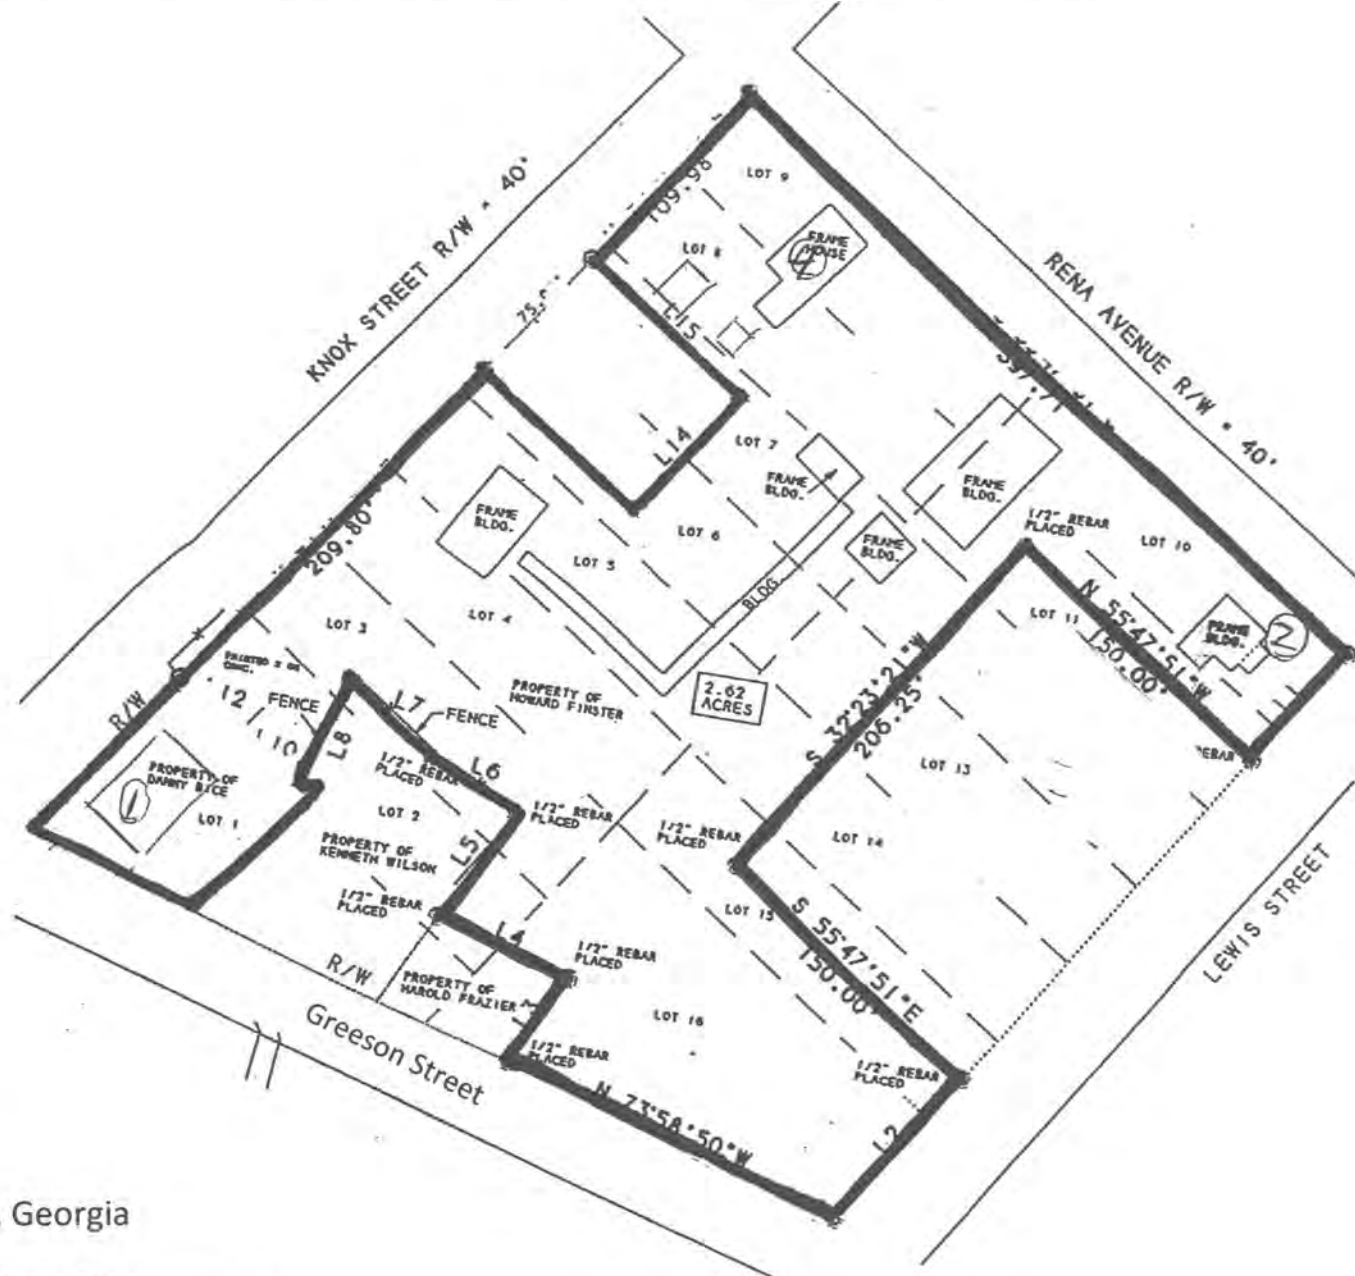 KNOX STREET R/W - 40'
RENA AVENUE R/W - 40'
LOT 9
109.98
LOT 8
FRAME
HOUSE
4
L15
L14
LOT 7
FRAME
BLDG.
FRAME
BLDG.
FRAME
BLDG.
FRAME
BLDG.
209.80'
LOT 6
LOT 5
BLDG.
1/2" REBAR
PLACED
LOT 10
N 55°47'51"W
150.00'
LOT 11
FRAME
BLDG.
2
REBAR
LOT 3
LOT 4
PROPERTY OF
HOWARD FINSTER
2.62
ACRES
S 32°23'21"W
206.25'
LOT 13
LOT 14
R/W
FENCE
L7
FENCE
L8
L10
L6
1/2" REBAR
PLACED
PROPERTY OF
DANNY BICE
1
LOT 1
LOT 2
PROPERTY OF
KENNETH WILSON
L5
1/2" REBAR
PLACED
1/2" REBAR
PLACED
1/2" REBAR
PLACED
LOT 15
S 55°47'51"E
150.00'
LEWIS STREET
L4
1/2" REBAR
PLACED
R/W
PROPERTY OF
HAROLD FRAZIER
LOT 16
Greeson Street
1/2" REBAR
PLACED
1/2" REBAR
PLACED
L2
N 73°58'50"W
Georgia